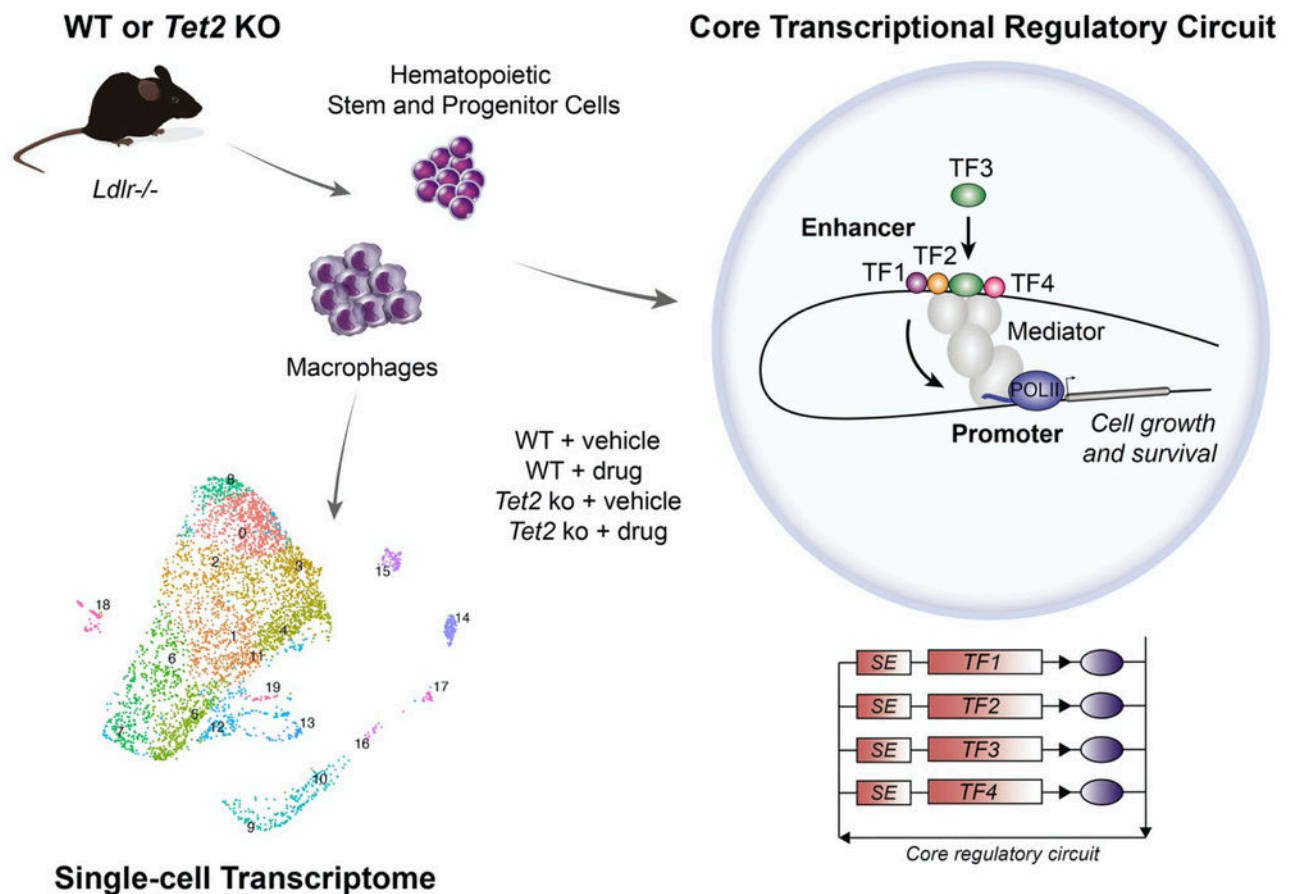 WT or Tet2 KO
Ldlr-/-
Hematopoietic
Stem and Progenitor Cells
Macrophages
WT + vehicle
WT + drug
Tet2 ko + vehicle
Tet2 ko + drug
8
0
2
3
15
18
1
4
14
6
11
19
17
5
12
13
7
16
10
9
Single-cell Transcriptome
Core Transcriptional Regulatory Circuit
TF3
Enhancer
TF2
TF1
TF4
Mediator
POLII
Promoter
Cell growth
and survival
SE TF1
SE TF2
SE TF3
SE TF4
Core regulatory circuit